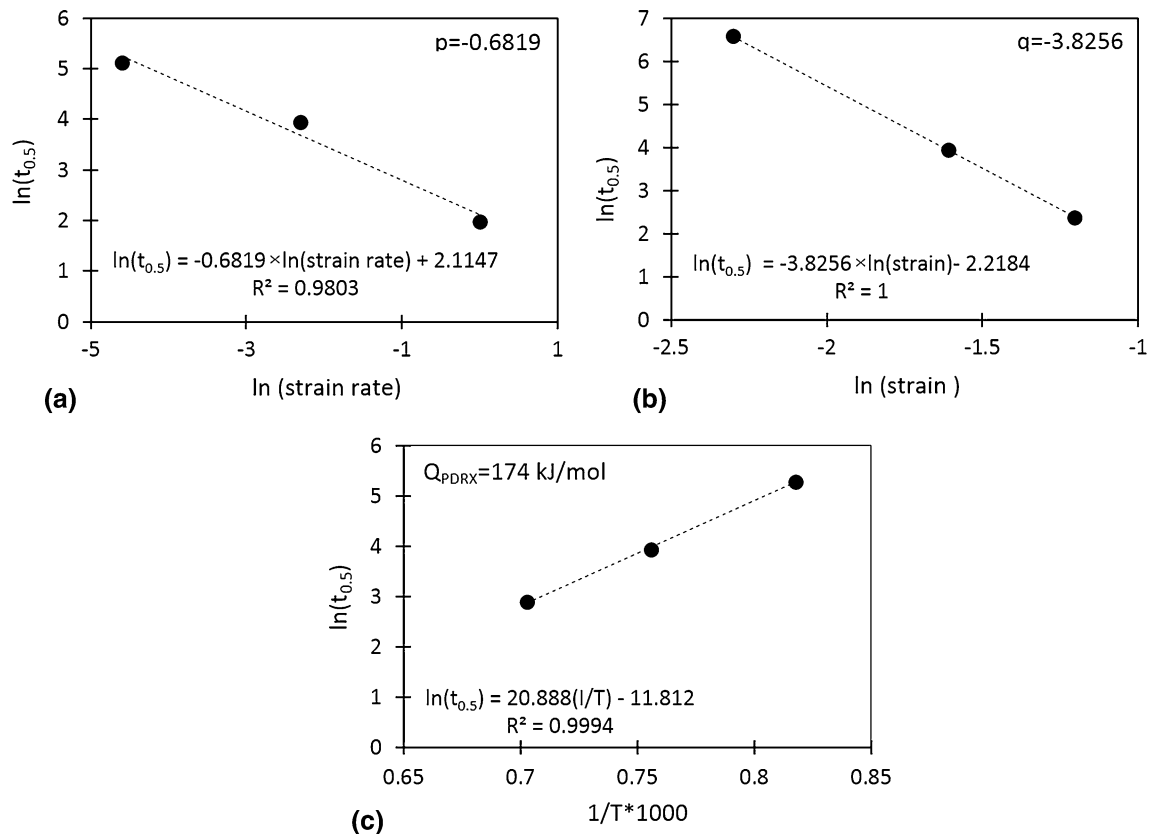 6
5
4
3
2
1
0
ln(t0.5)
p=-0.6819
ln(t0.5) = -0.6819×ln(strain rate) + 2.1147
R² = 0.9803
-5 -3 -1 1
ln (strain rate)
(a)
7
6
5
4
3
2
1
0
ln(t0.5)
q=-3.8256
ln(t0.5) = -3.8256×ln(strain)- 2.2184
R² = 1
-2.5 -2 -1.5 -1
ln (strain )
(b)
6
5
4
3
2
1
0
ln(t0.5)
QPDRX=174 kJ/mol
ln(t0.5) = 20.888(I/T) - 11.812
R² = 0.9994
0.65 0.7 0.75 0.8 0.85
1/T*1000
(c)